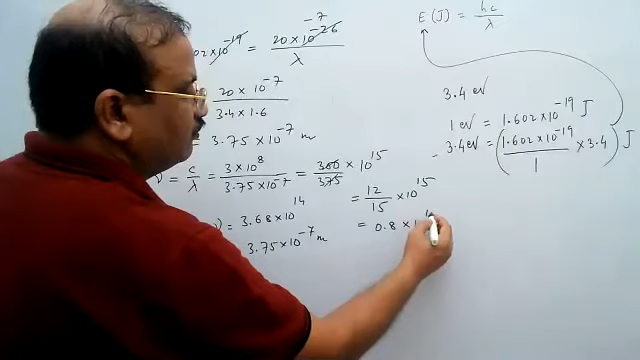 E(J) = hc/λ
02×10^-19 = 20×10^-26/λ -7
20×10^-7/3.4×1.6
3.75×10^-7 m
ν = c/λ = 3×10^8/3.75×10^-7 = 300/375 × 10^15
= 12/15 × 10^15
) = 3.68×10^14
= 0.8 × 1
3.75×10^-7 m
3.4 eV
1 eV = 1.602×10^-19 J
3.4 eV = (1.602×10^-19/1 × 3.4) J